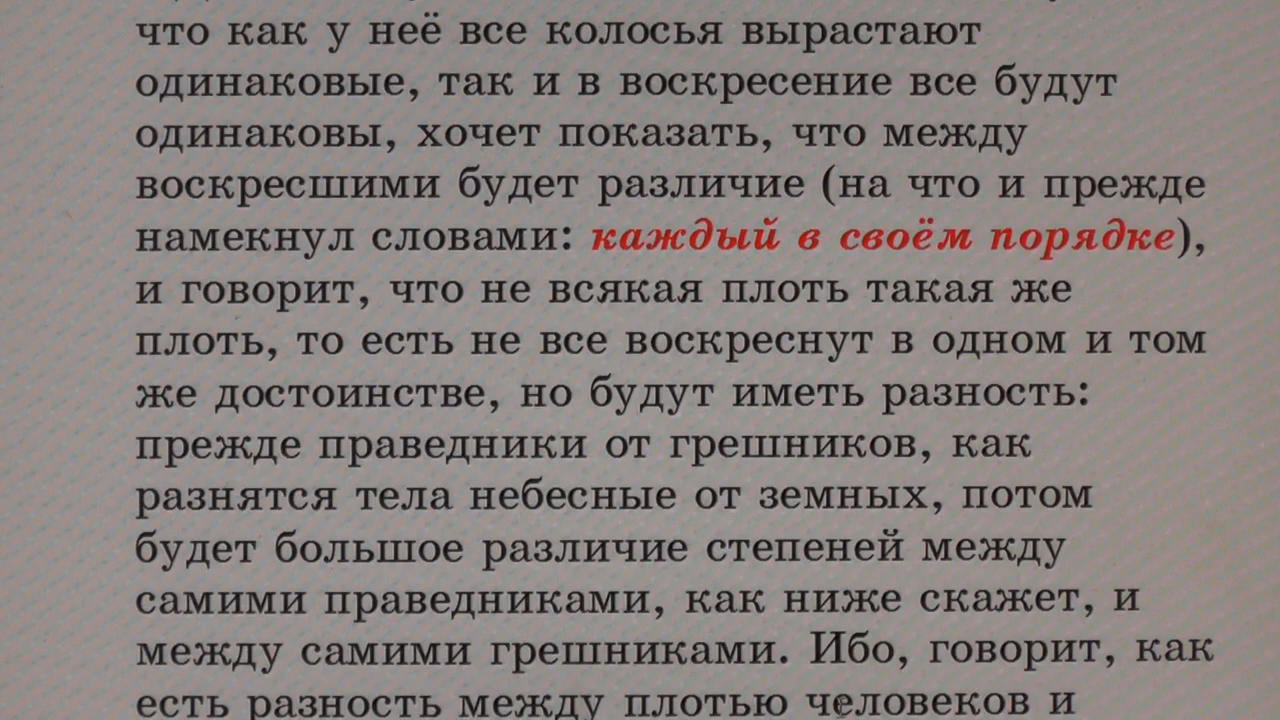 что как у неё все колосья вырастают
одинаковые, так и в воскресение все будут
одинаковы, хочет показать, что между
воскресшими будет различие (на что и прежде
намекнул словами: каждый в своём порядке),
и говорит, что не всякая плоть такая же
плоть, то есть не все воскреснут в одном и том
же достоинстве, но будут иметь разность:
прежде праведники от грешников, как
разнятся тела небесные от земных, потом
будет большое различие степеней между
самими праведниками, как ниже скажет, и
между самими грешниками. Ибо, говорит, как
есть разность между плотью человеков и